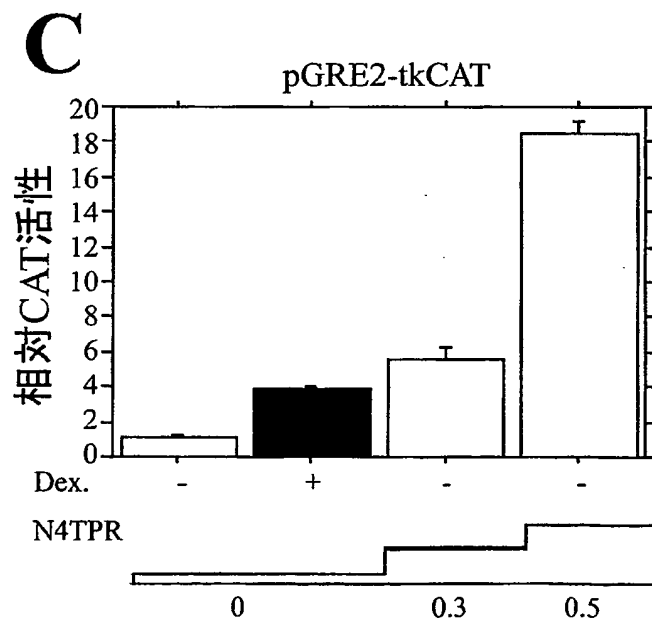 C
pGRE2-tkCAT
相対CAT活性
20
18
16
14
12
10
8
6
4
2
0
Dex. - + - -
N4TPR
0 0.3 0.5